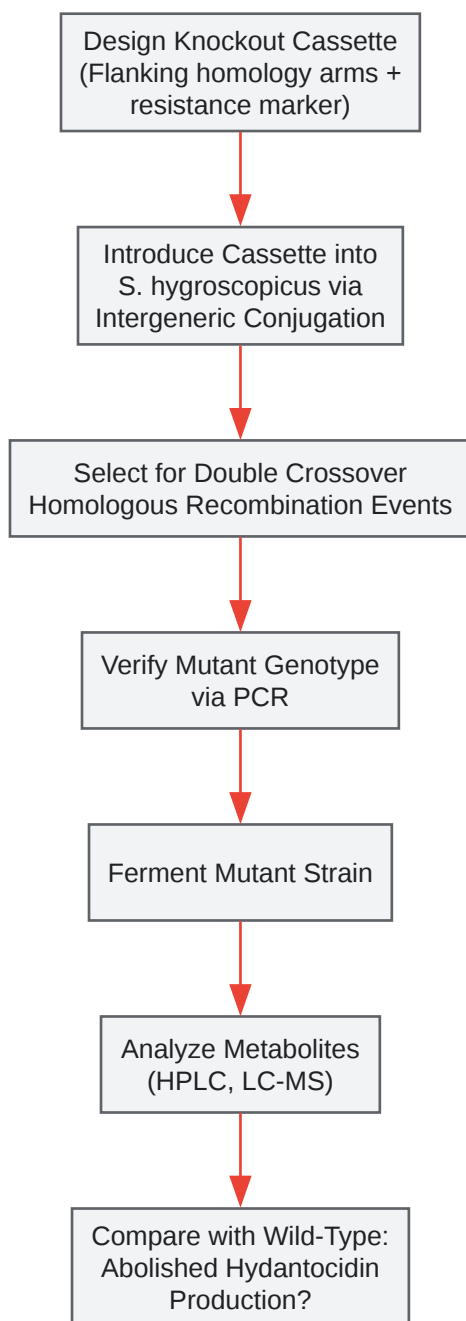 Design Knockout Cassette
(Flanking homology arms +
resistance marker)
Introduce Cassette into
S. hygroscopicus via
Intergeneric Conjugation
Select for Double Crossover
Homologous Recombination Events
Verify Mutant Genotype
via PCR
Ferment Mutant Strain
Analyze Metabolites
(HPLC, LC-MS)
Compare with Wild-Type:
Abolished Hydantocidin
Production?